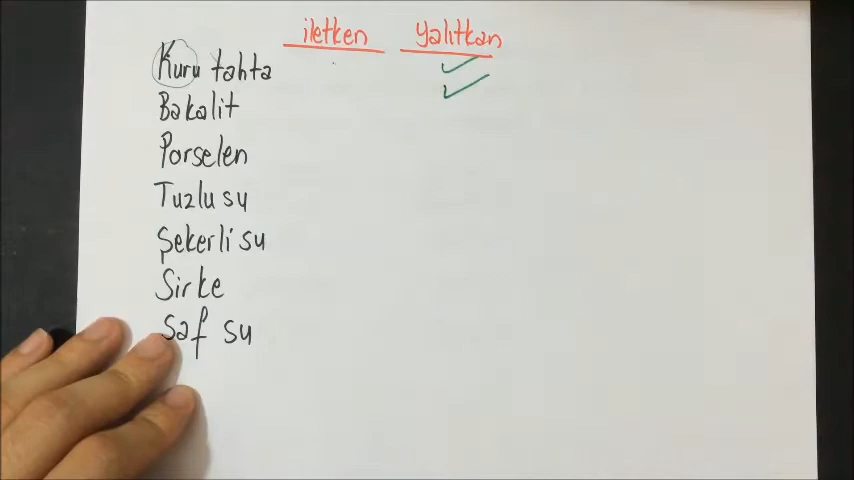 iletken yalıtkan
Kuru tahta
Bakalit
Porselen
Tuzlu su
Şekerli su
Sirke
Saf su